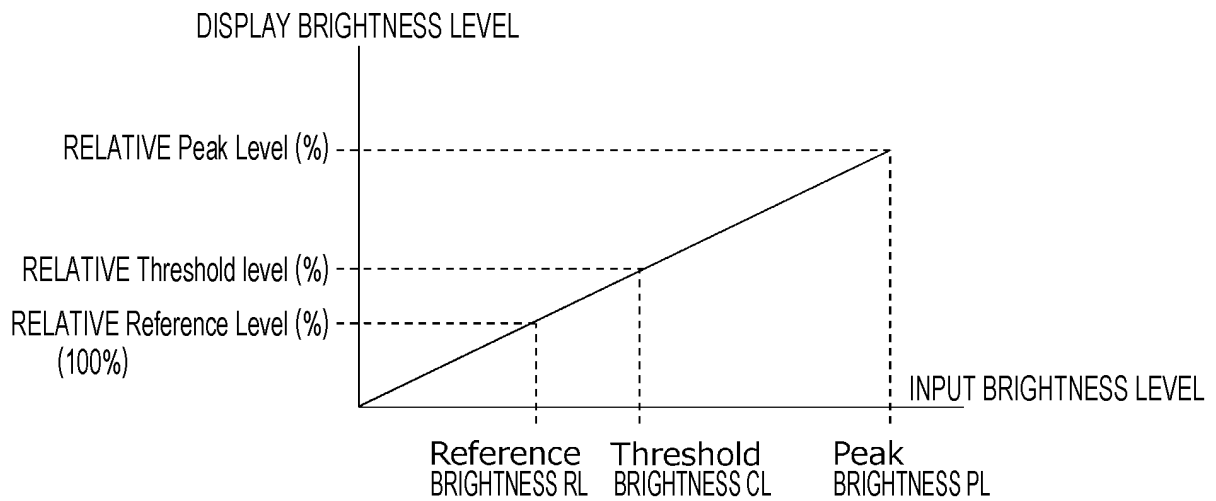 DISPLAY BRIGHTNESS LEVEL
RELATIVE Peak Level (%)
RELATIVE Threshold level (%)
RELATIVE Reference Level (%)
(100%)
INPUT BRIGHTNESS LEVEL
Reference
BRIGHTNESS RL
Threshold
BRIGHTNESS CL
Peak
BRIGHTNESS PL